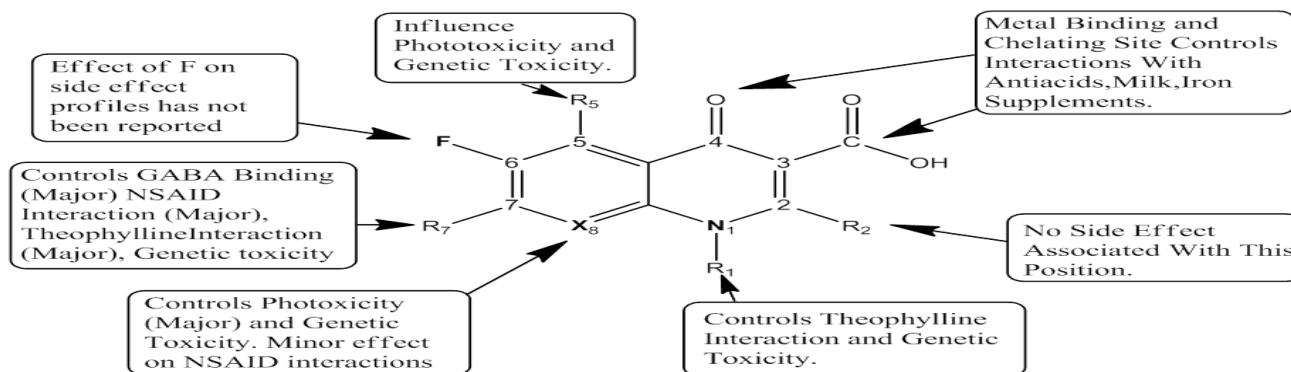 Influence
Phototoxicity and
Genetic Toxicity.
Metal Binding and
Chelating Site Controls
Interactions With
Antiacids,Milk,Iron
Supplements.
Effect of F on
side effect
profiles has not
been reported
R5
O
O
F
5
4
C
6
3
OH
Controls GABA Binding
(Major) NSAID
Interaction (Major),
TheophyllineInteraction
(Major), Genetic toxicity
R7
7
X8
N1
2
R2
No Side Effect
Associated With This
Position.
R1
Controls Photoxicity
(Major) and Genetic
Toxicity. Minor effect
on NSAID interactions
Controls Theophylline
Interaction and Genetic
Toxicity.